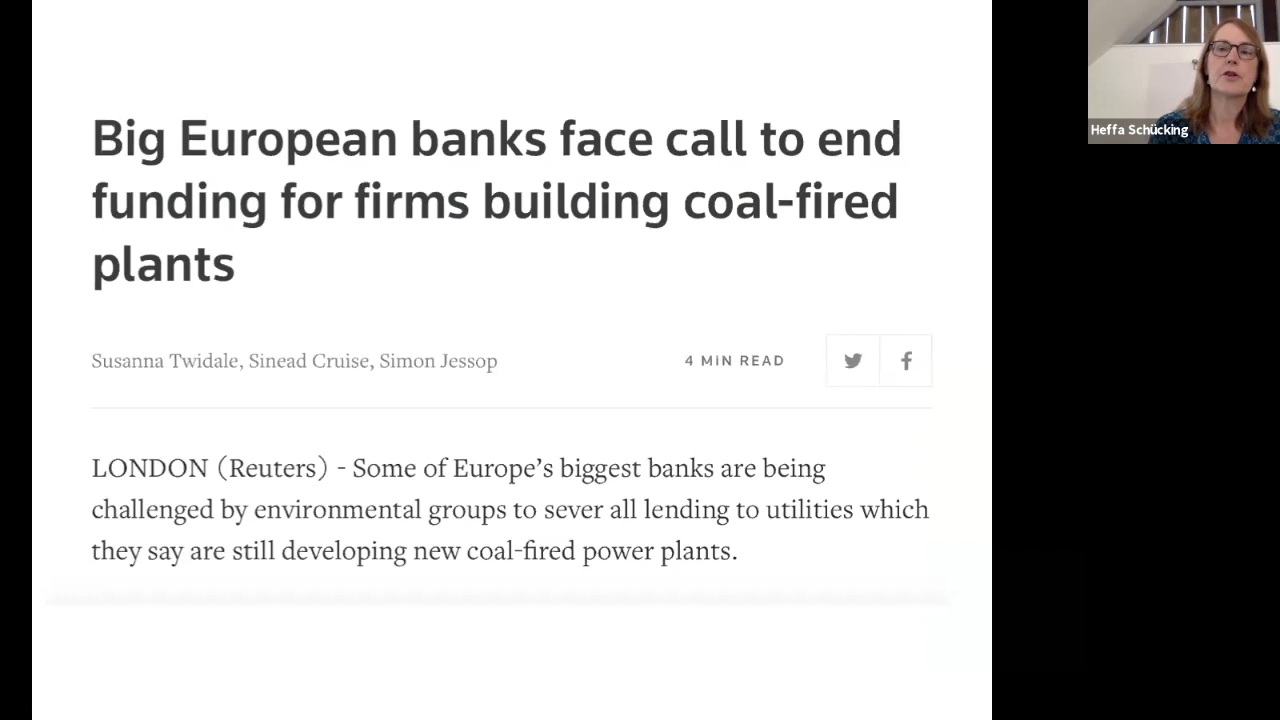 Big European banks face call to end
funding for firms building coal-fired
plants
Susanna Twidale, Sinead Cruise, Simon Jessop
4 MIN READ
LONDON (Reuters) - Some of Europe’s biggest banks are being
challenged by environmental groups to sever all lending to utilities which
they say are still developing new coal-fired power plants.
Heffa Schücking